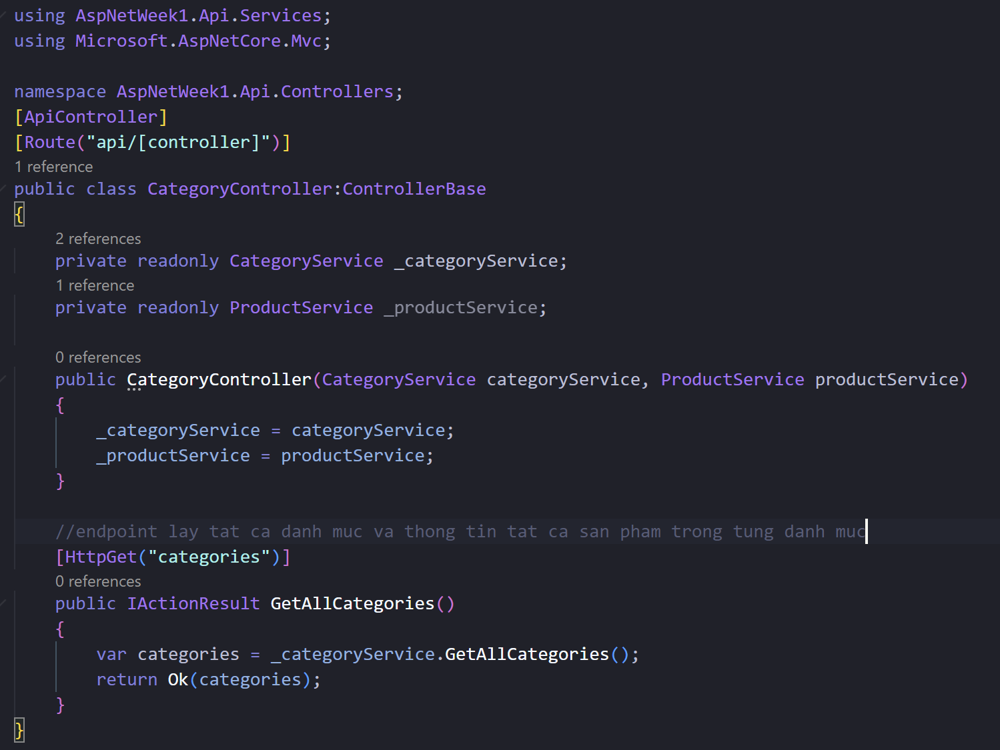 using AspNetWeek1.Api.Services;
using Microsoft.AspNetCore.Mvc;
namespace AspNetWeek1.Api.Controllers;
[ApiController]
[Route("api/[controller]")]
1 reference
public class CategoryController:ControllerBase
{
2 references
private readonly CategoryService _categoryService;
1 reference
private readonly ProductService _productService;
0 references
public CategoryController(CategoryService categoryService, ProductService productService)
{
_categoryService = categoryService;
_productService = productService;
}
//endpoint lay tat ca danh muc va thong tin tat ca san pham trong tung danh muc
[HttpGet("categories")]
0 references
public IActionResult GetAllCategories()
{
var categories = _categoryService.GetAllCategories();
return Ok(categories);
}
}